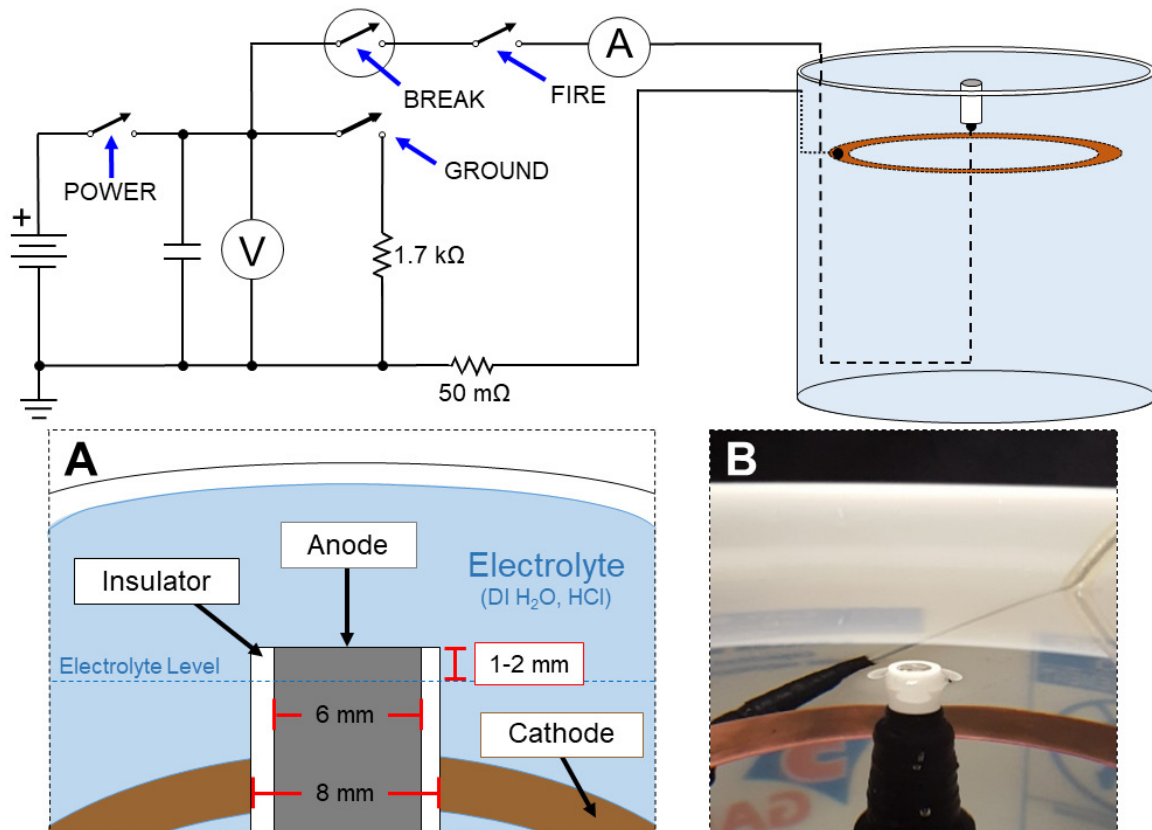 BREAK
FIRE
A
POWER
GROUND
+
V
1.7 kΩ
50 mΩ
A
Anode
Insulator
Electrolyte
(DI H₂O, HCl)
Electrolyte Level
1-2 mm
6 mm
Cathode
8 mm
B
GA